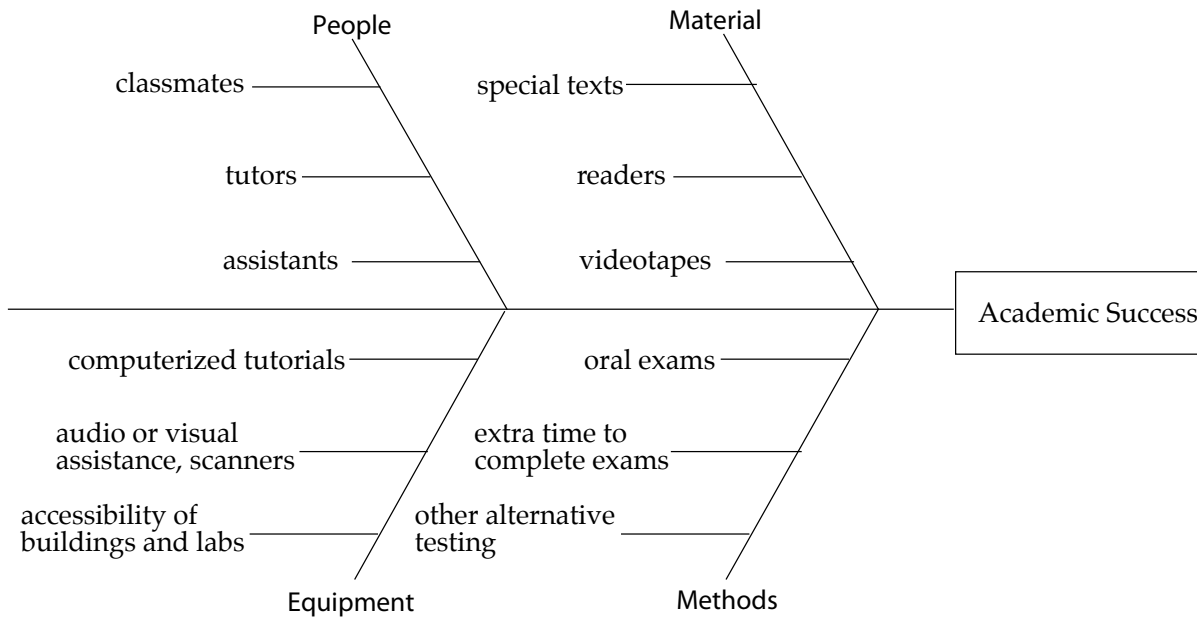 People
Material
classmates
special texts
tutors
readers
assistants
videotapes
Academic Success
computerized tutorials
oral exams
audio or visual
assistance, scanners
extra time to
complete exams
accessibility of
buildings and labs
other alternative
testing
Equipment
Methods